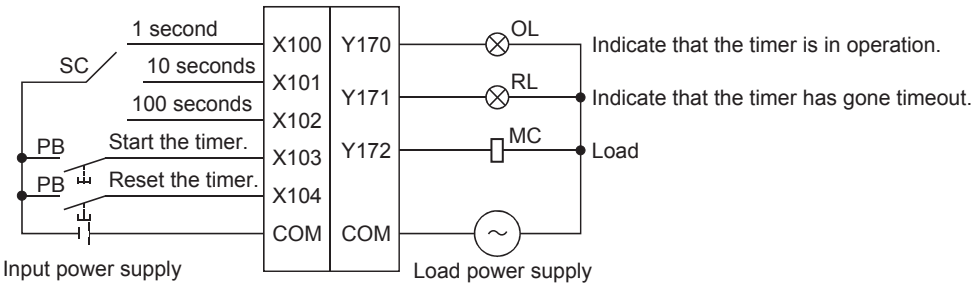 1 second X100 Y170 OL Indicate that the timer is in operation.
SC 10 seconds X101
Y171 RL Indicate that the timer has gone timeout.
100 seconds X102
PB Start the timer. X103 Y172 MC Load
PB Reset the timer. X104
COM COM
Input power supply Load power supply